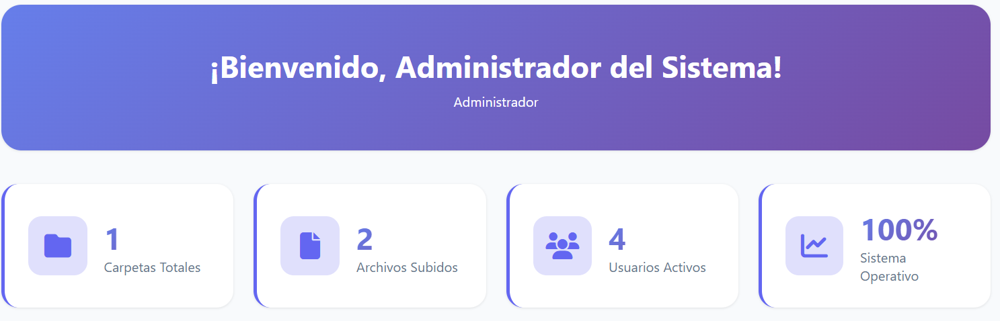 ¡Bienvenido, Administrador del Sistema!
Administrador
1
Carpetas Totales
2
Archivos Subidos
4
Usuarios Activos
100%
Sistema
Operativo